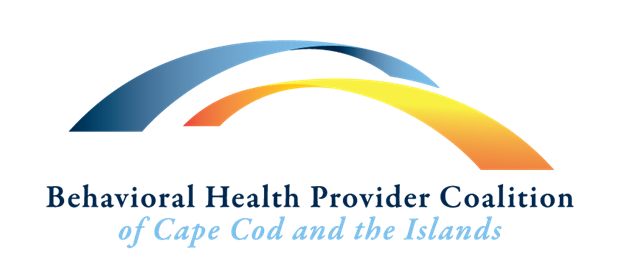 Behavioral Health Provider Coalition
of Cape Cod and the Islands